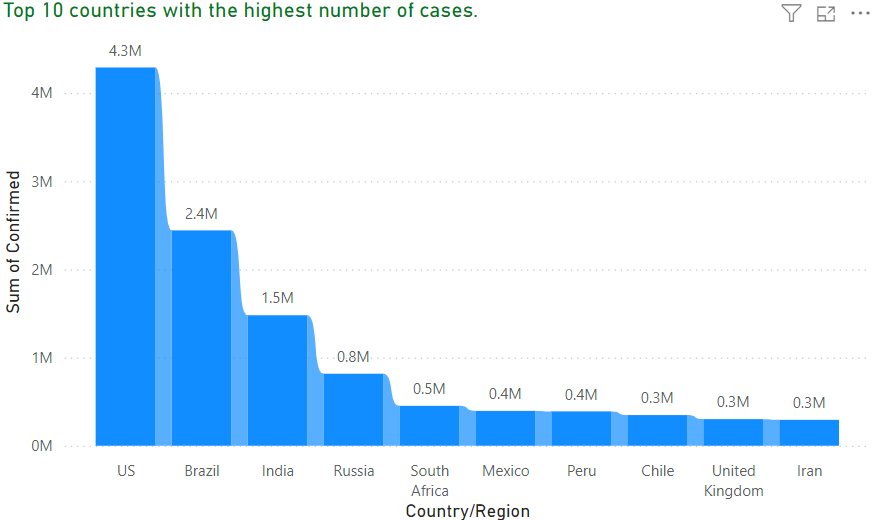 Top 10 countries with the highest number of cases.
4.3M
4M
3M
2.4M
2M
1.5M
1M
0.8M
0.5M
0.4M
0.4M
0.3M
0.3M
0.3M
0M
Sum of Confirmed
US
Brazil
India
Russia
South
Africa
Mexico
Peru
Chile
United
Kingdom
Iran
Country/Region